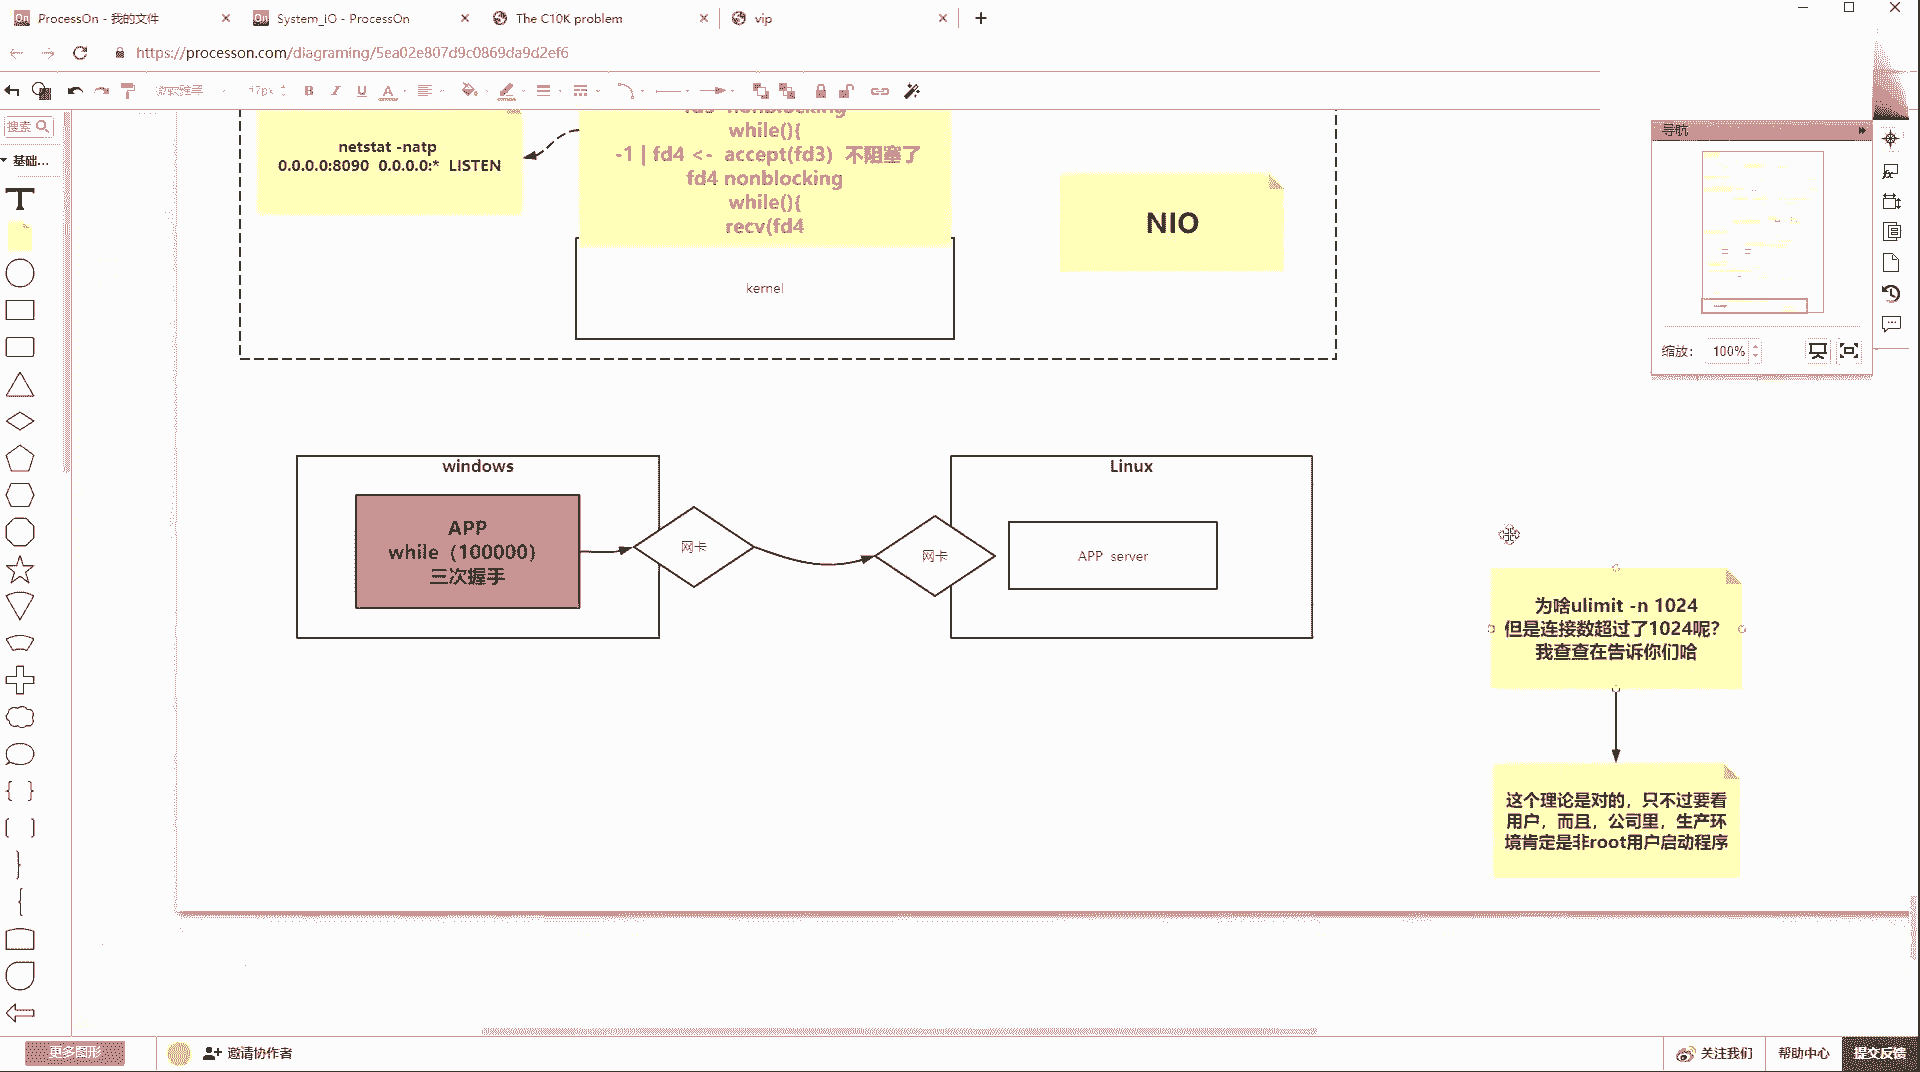 ProcessOn - 我的文件
System_IO - ProcessOn
The C10K problem
vip
https://processon.com/diagraming/5ea02e807d9c0869da9d2ef6
微软雅黑
17px
B I U A
搜索
基础...
导航
缩放：
100%
netstat -natp
0.0.0.0:8090 0.0.0.0:* LISTEN
while(){
-1 | fd4 <- accept(fd3) 不阻塞了
fd4 nonblocking
while(){
recv(fd4
kernel
NIO
windows
APP
while（100000）
三次握手
网卡
网卡
Linux
APP server
为啥ulimit -n 1024
但是连接数超过了1024呢？
我查查在告诉你们哈
这个理论是对的，只不过要看
用户，而且，公司里，生产环
境肯定是非root用户启动程序
更多图形
邀请协作者
关注我们
帮助中心
提交反馈